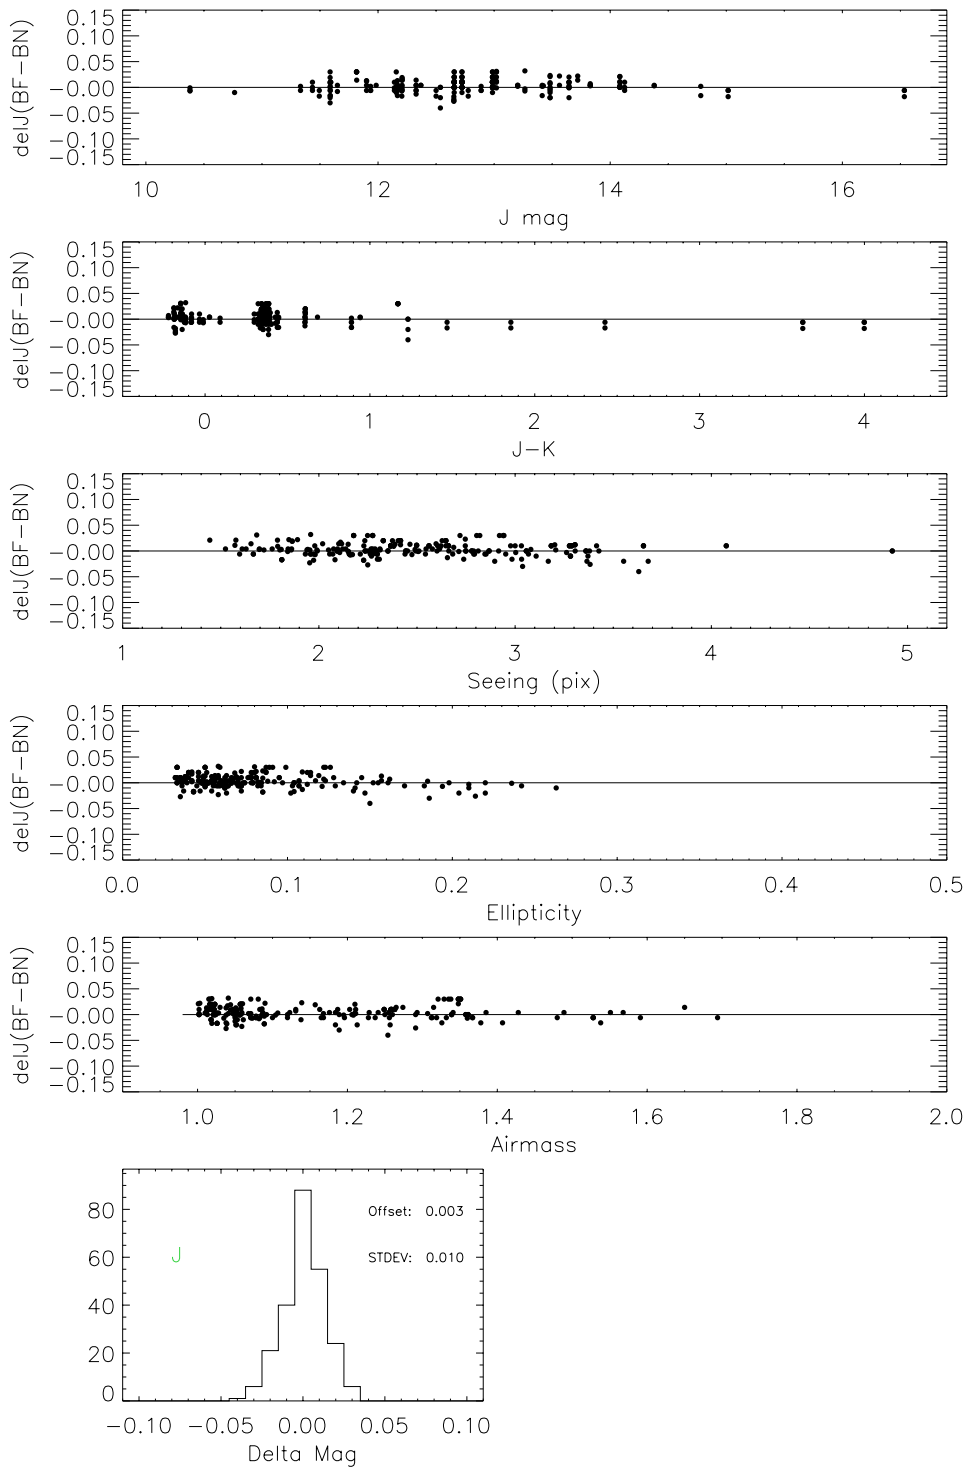 0.15
0.10
0.05
−0.00
−0.05
−0.10
−0.15
delJ(BF−BN)
10 12 14 16
J mag
0.15
0.10
0.05
−0.00
−0.05
−0.10
−0.15
delJ(BF−BN)
0 1 2 3 4
J−K
0.15
0.10
0.05
−0.00
−0.05
−0.10
−0.15
delJ(BF−BN)
1 2 3 4 5
Seeing (pix)
0.15
0.10
0.05
−0.00
−0.05
−0.10
−0.15
delJ(BF−BN)
0.0 0.1 0.2 0.3 0.4 0.5
Ellipticity
0.15
0.10
0.05
−0.00
−0.05
−0.10
−0.15
delJ(BF−BN)
1.0 1.2 1.4 1.6 1.8 2.0
Airmass
80
60
40
20
0
Offset: 0.003
J
STDEV: 0.010
−0.10 −0.05 0.00 0.05 0.10
Delta Mag